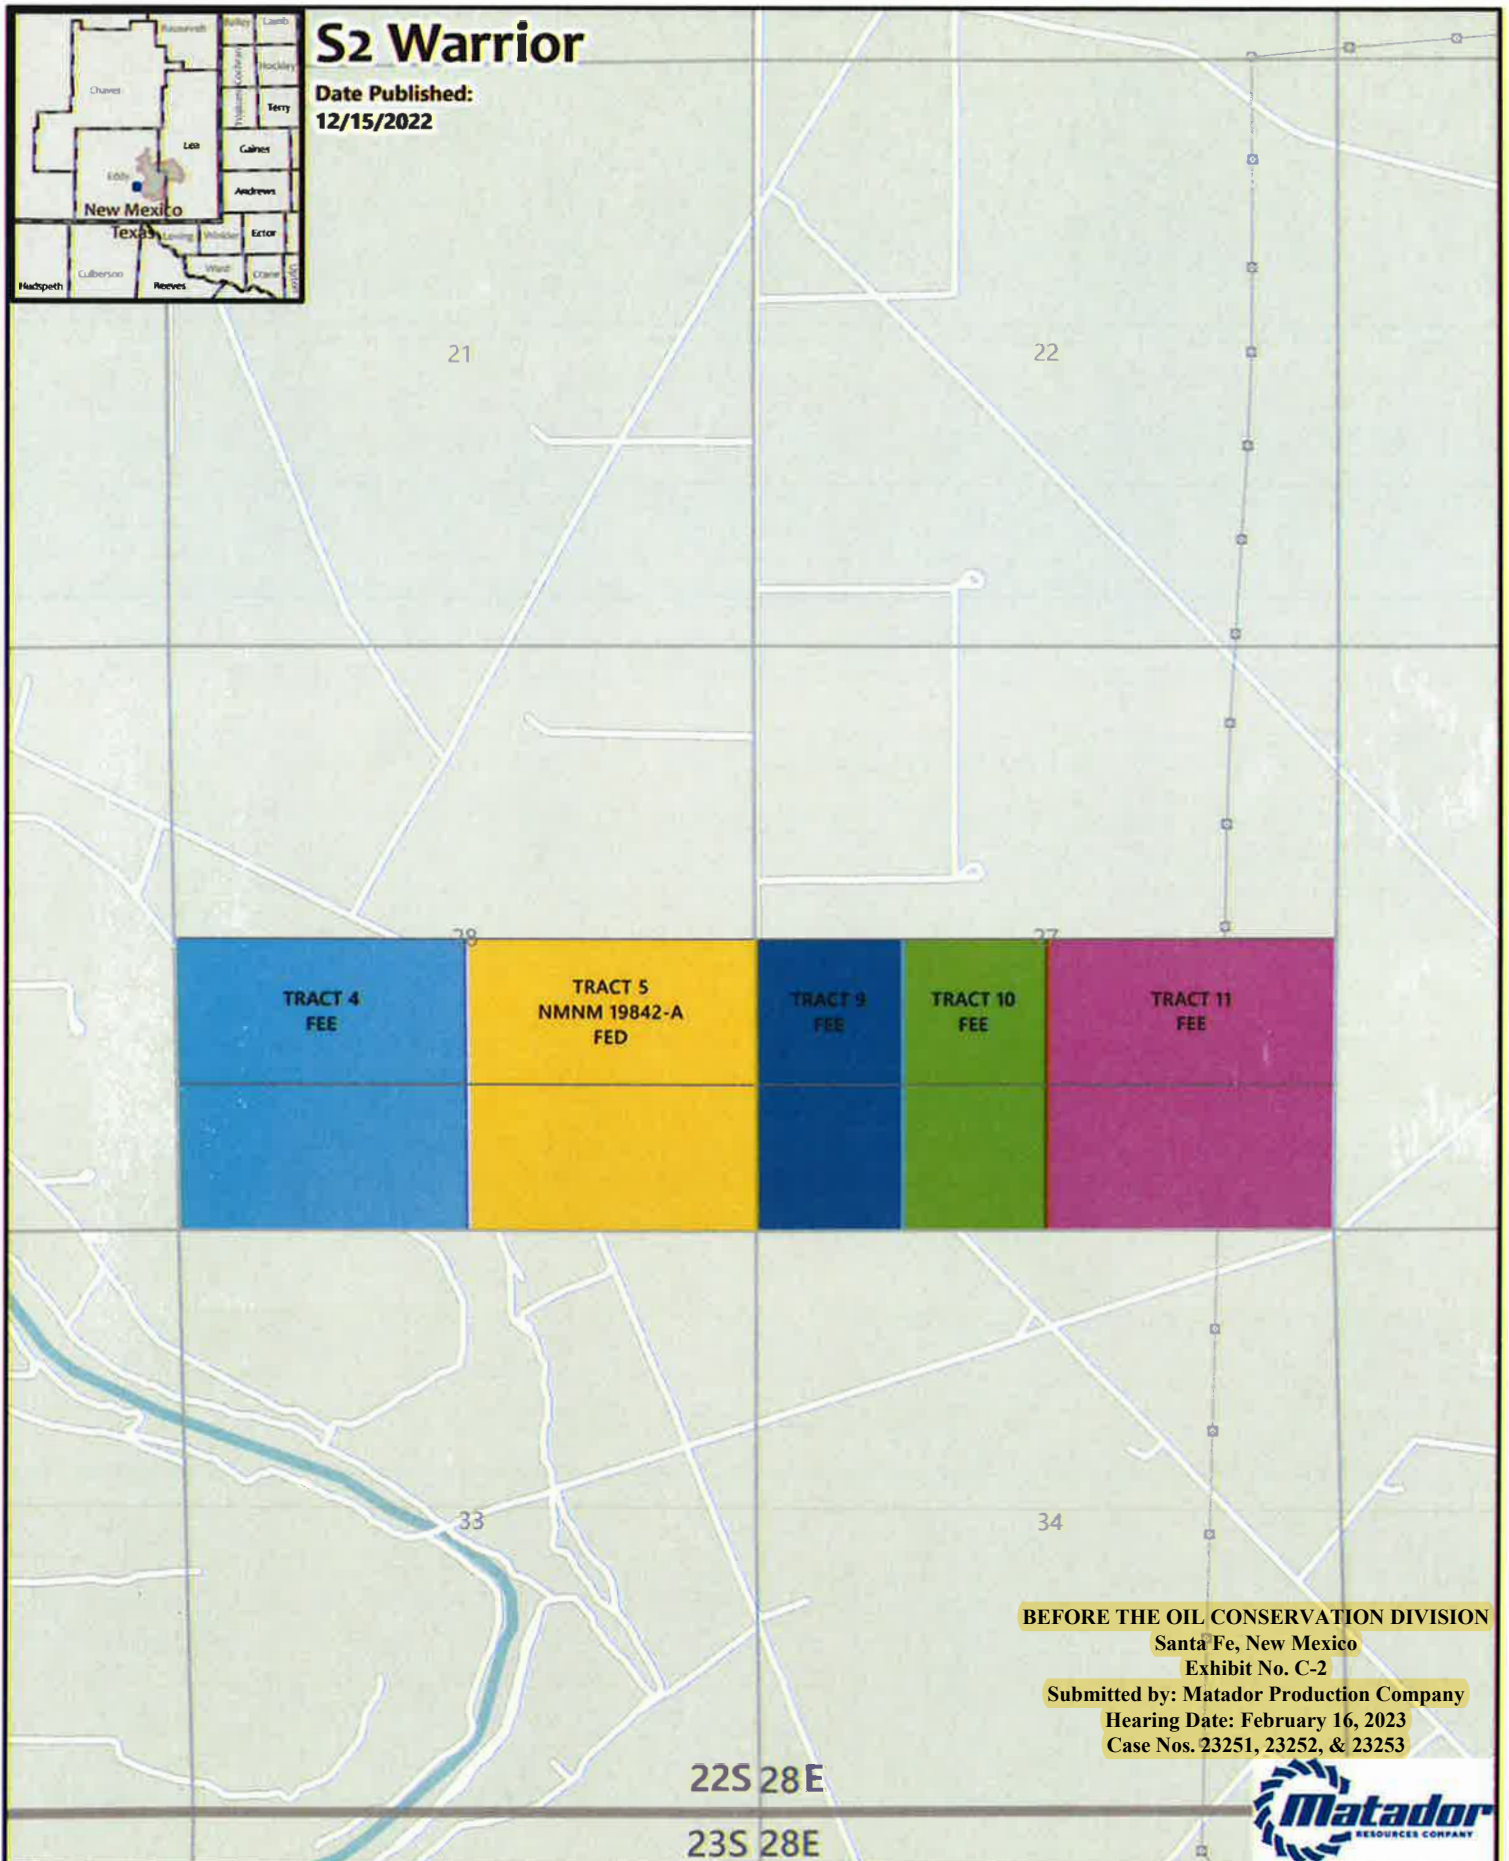 S2 Warrior
Date Published:
12/15/2022
Roosevelt
Bailey
Lamb
Chaves
Cochran
Hockley
Yoakum
Terry
Lea
Gaines
Eddy
Andrews
New Mexico
Texas
Loving
Winkler
Ector
Hudspeth
Culberson
Reeves
Ward
Crane
Upton
21
22
28
27
TRACT 4
FEE
TRACT 5
NMNM 19842-A
FED
TRACT 9
FEE
TRACT 10
FEE
TRACT 11
FEE
33
34
BEFORE THE OIL CONSERVATION DIVISION
Santa Fe, New Mexico
Exhibit No. C-2
Submitted by: Matador Production Company
Hearing Date: February 16, 2023
Case Nos. 23251, 23252, & 23253
22S 28E
23S 28E
Matador
RESOURCES COMPANY